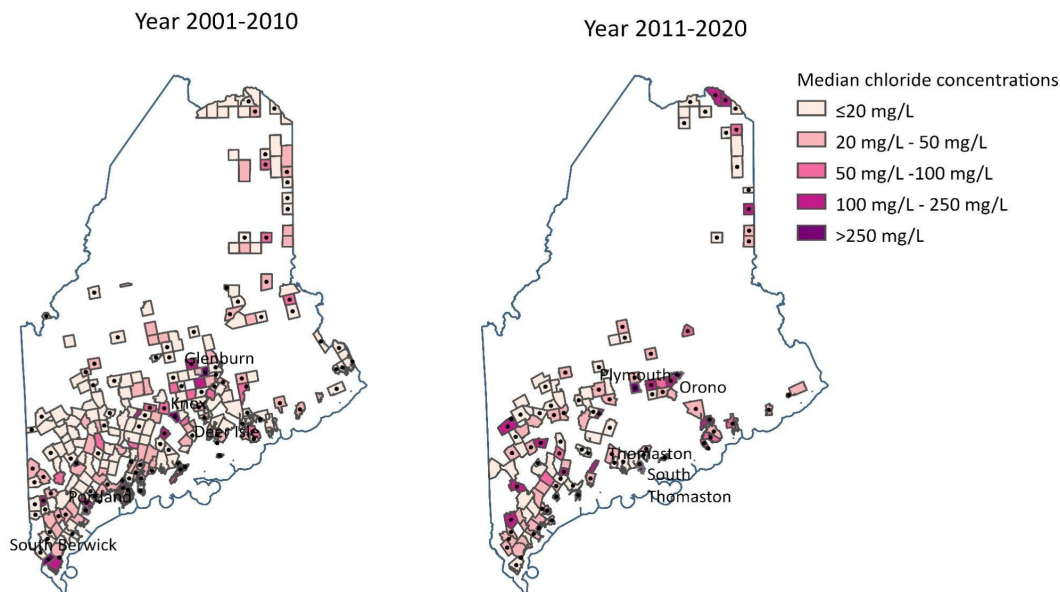 Year 2001-2010
Year 2011-2020
Median chloride concentrations
≤20 mg/L
20 mg/L - 50 mg/L
50 mg/L -100 mg/L
100 mg/L - 250 mg/L
>250 mg/L
Glenburn
Knox
Deer Isle
Portland
South Berwick
Plymouth
Orono
Thomaston
South
Thomaston